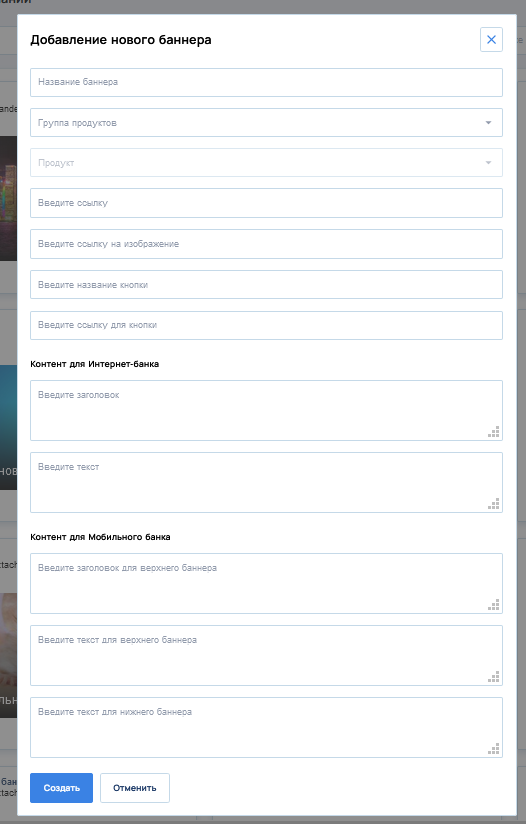 Добавление нового баннера
Название баннера
Группа продуктов
Продукт
Введите ссылку
Введите ссылку на изображение
Введите название кнопки
Введите ссылку для кнопки
Контент для Интернет-банка
Введите заголовок
Введите текст
Контент для Мобильного банка
Введите заголовок для верхнего баннера
Введите текст для верхнего баннера
Введите текст для нижнего баннера
Создать
Отменить